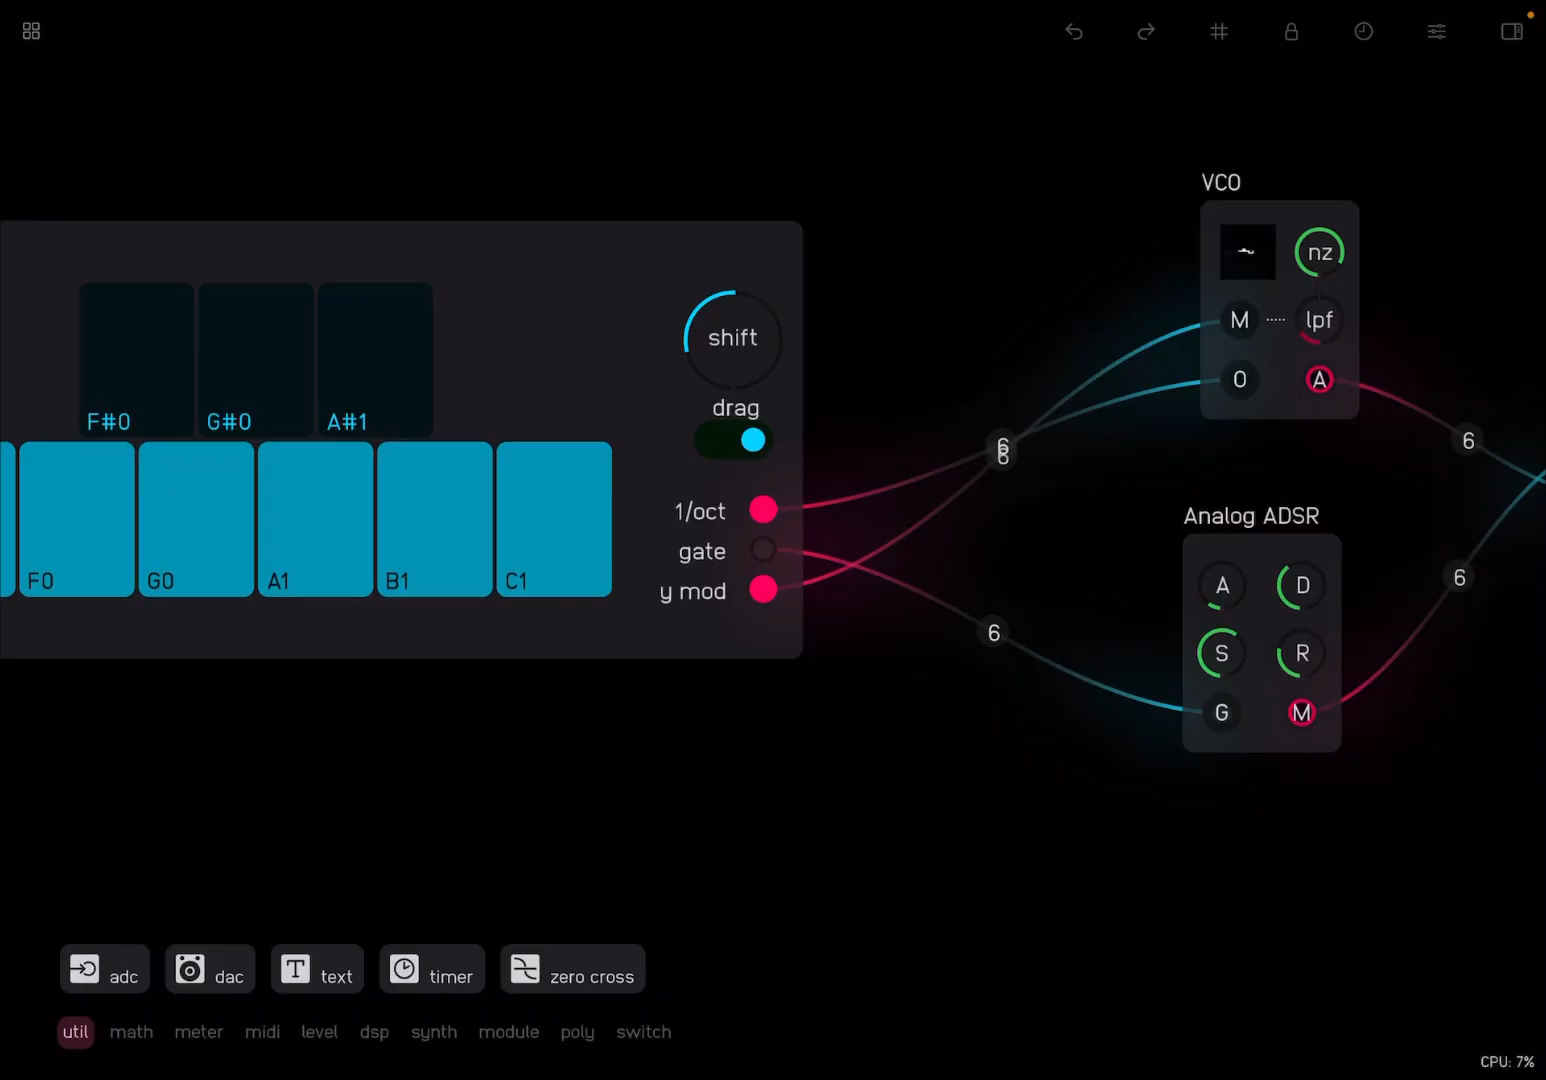 VCO
nz
M lpf
O A
shift
drag
F#0 G#0 A#1
1/oct
gate
y mod
F0 G0 A1 B1 C1
6
6
6
6
6
Analog ADSR
A D
S R
G M
adc dac text timer zero cross
util math meter midi level dsp synth module poly switch
CPU: 7%